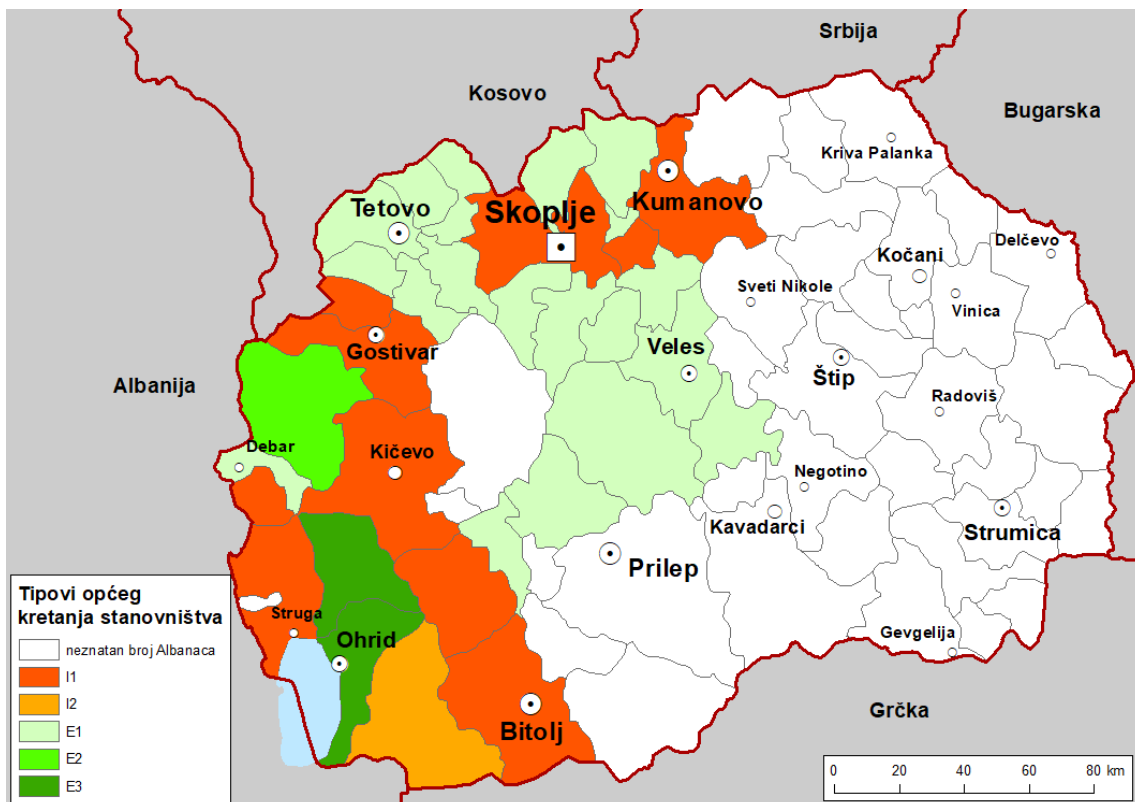 Srbija
Kosovo
Bugarska
Kriva Palanka
Kumanovo
Tetovo
Skoplje
Delčevo
Kočani
Sveti Nikole
Vinica
Gostivar
Veles
Štip
Albanija
Radoviš
Debar
Kičevo
Negotino
Kavadarci
Strumica
Prilep
Tipovi općeg
kretanja stanovništva
neznatan broj Albanaca
I1
I2
E1
E2
E3
Struga
Ohrid
Gevgelija
Bitolj
Grčka
0 20 40 60 80 km